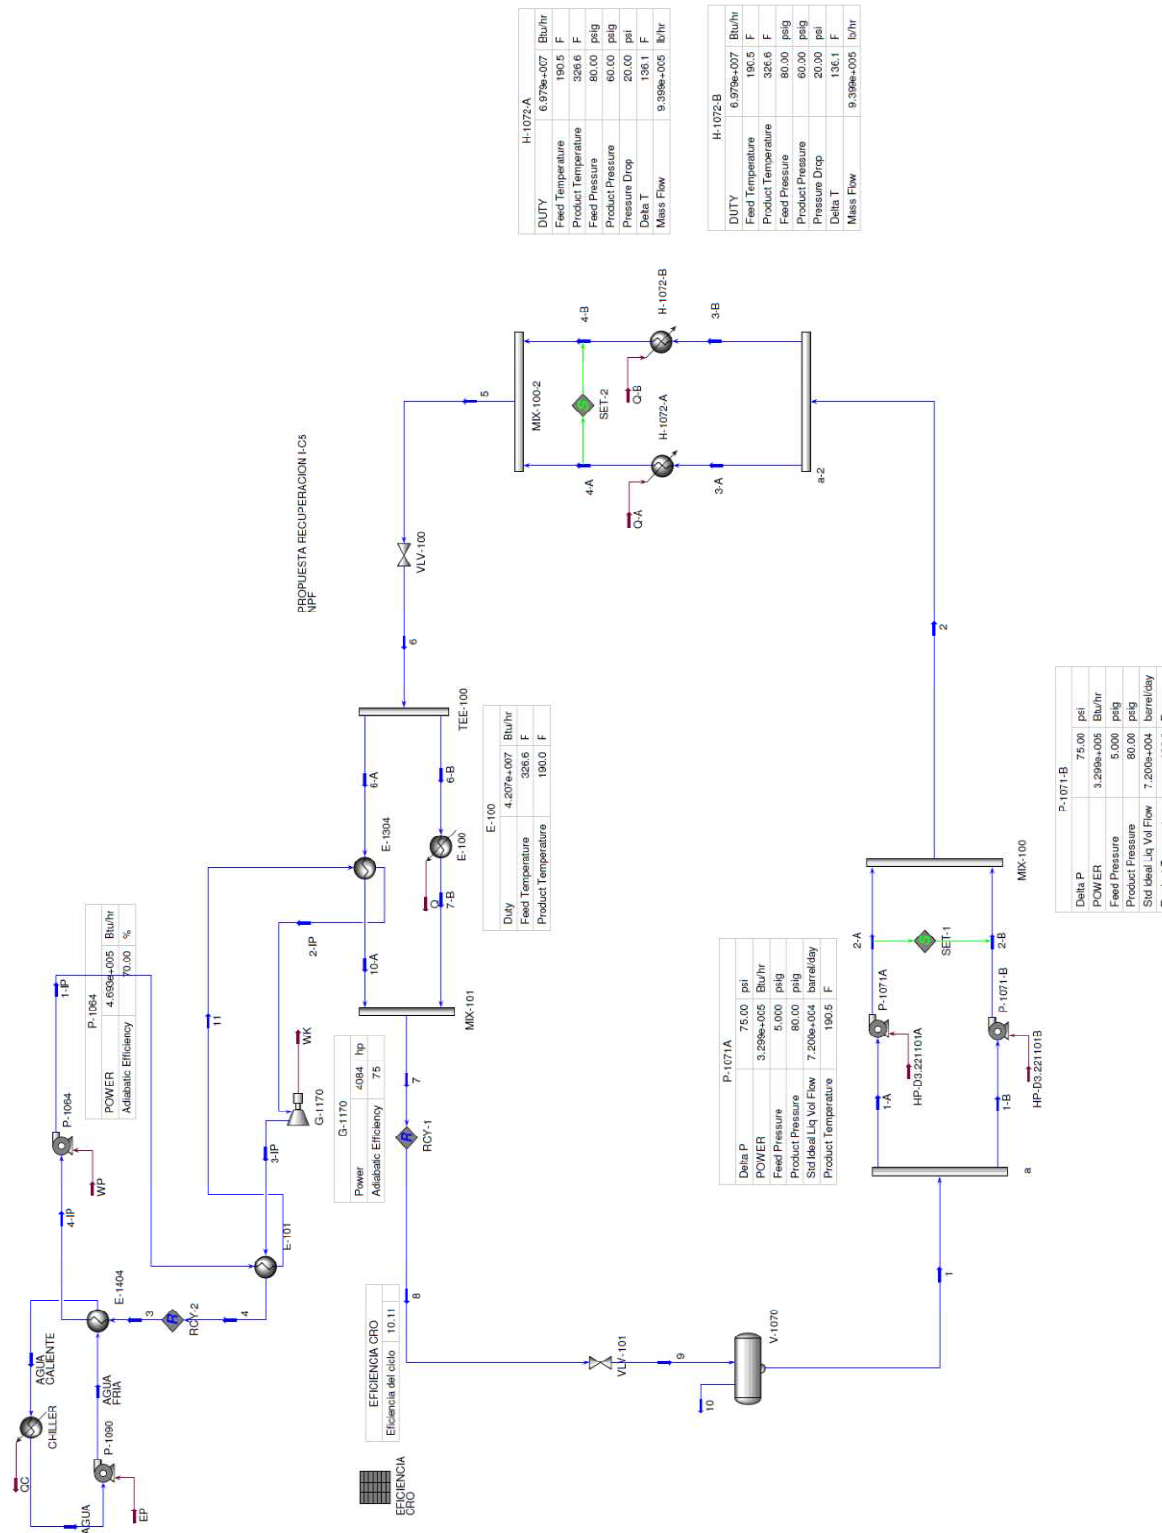 H-1072-A
DUTY 6.979e+007 Btu/hr
Feed Temperature 190.5 F
Product Temperature 326.6 F
Feed Pressure 80.00 psig
Product Pressure 60.00 psig
Pressure Drop 20.00 psi
Delta T 136.1 F
Mass Flow 9.399e+005 lb/hr
H-1072-B
DUTY 6.979e+007 Btu/hr
Feed Temperature 190.5 F
Product Temperature 326.6 F
Feed Pressure 80.00 psig
Product Pressure 60.00 psig
Pressure Drop 20.00 psi
Delta T 136.1 F
Mass Flow 9.399e+005 lb/hr
PROPUESTA RECUPERACION I-C5
NPF
5
MIX-100-2
4-A
4-B
SET-2
Q-A
Q-B
H-1072-A
H-1072-B
3-A
3-B
a-2
VLV-100
6
2
TEE-100
6-A
6-B
E-1304
E-100
Q
7-B
10-A
2-IP
MIX-101
E-100
Duty 4.207e+007 Btu/hr
Feed Temperature 326.6 F
Product Temperature 190.0 F
P-1064
POWER 4.693e+005 Btu/hr
Adiabatic Efficiency 70.00 %
1-IP
11
P-1064
WP
4-IP
WK
G-1170
3-IP
E-101
G-1170
Power 4084 hp
Adiabatic Efficiency 75
7
RCY-1
8
E-1404
3
RCY-2
4
AGUA
CALIENTE
AGUA
FRIA
CHILLER
QC
P-1090
AGUA
EP
EFICIENCIA CRO
Eficiencia del ciclo 10.11
EFICIENCIA
CRO
VLV-101
9
10
V-1070
1
P-1071A
Delta P 75.00 psi
POWER 3.299e+005 Btu/hr
Feed Pressure 5.000 psig
Product Pressure 80.00 psig
Std Ideal Liq Vol Flow 7.200e+004 barrel/day
Product Temperature 190.5 F
MIX-100
2-A
2-B
SET-1
P-1071A
P-1071-B
HP-D3.221101A
HP-D3.221101B
1-A
1-B
a
P-1071-B
Delta P 75.00 psi
POWER 3.299e+005 Btu/hr
Feed Pressure 5.000 psig
Product Pressure 80.00 psig
Std Ideal Liq Vol Flow 7.200e+004 barrel/day